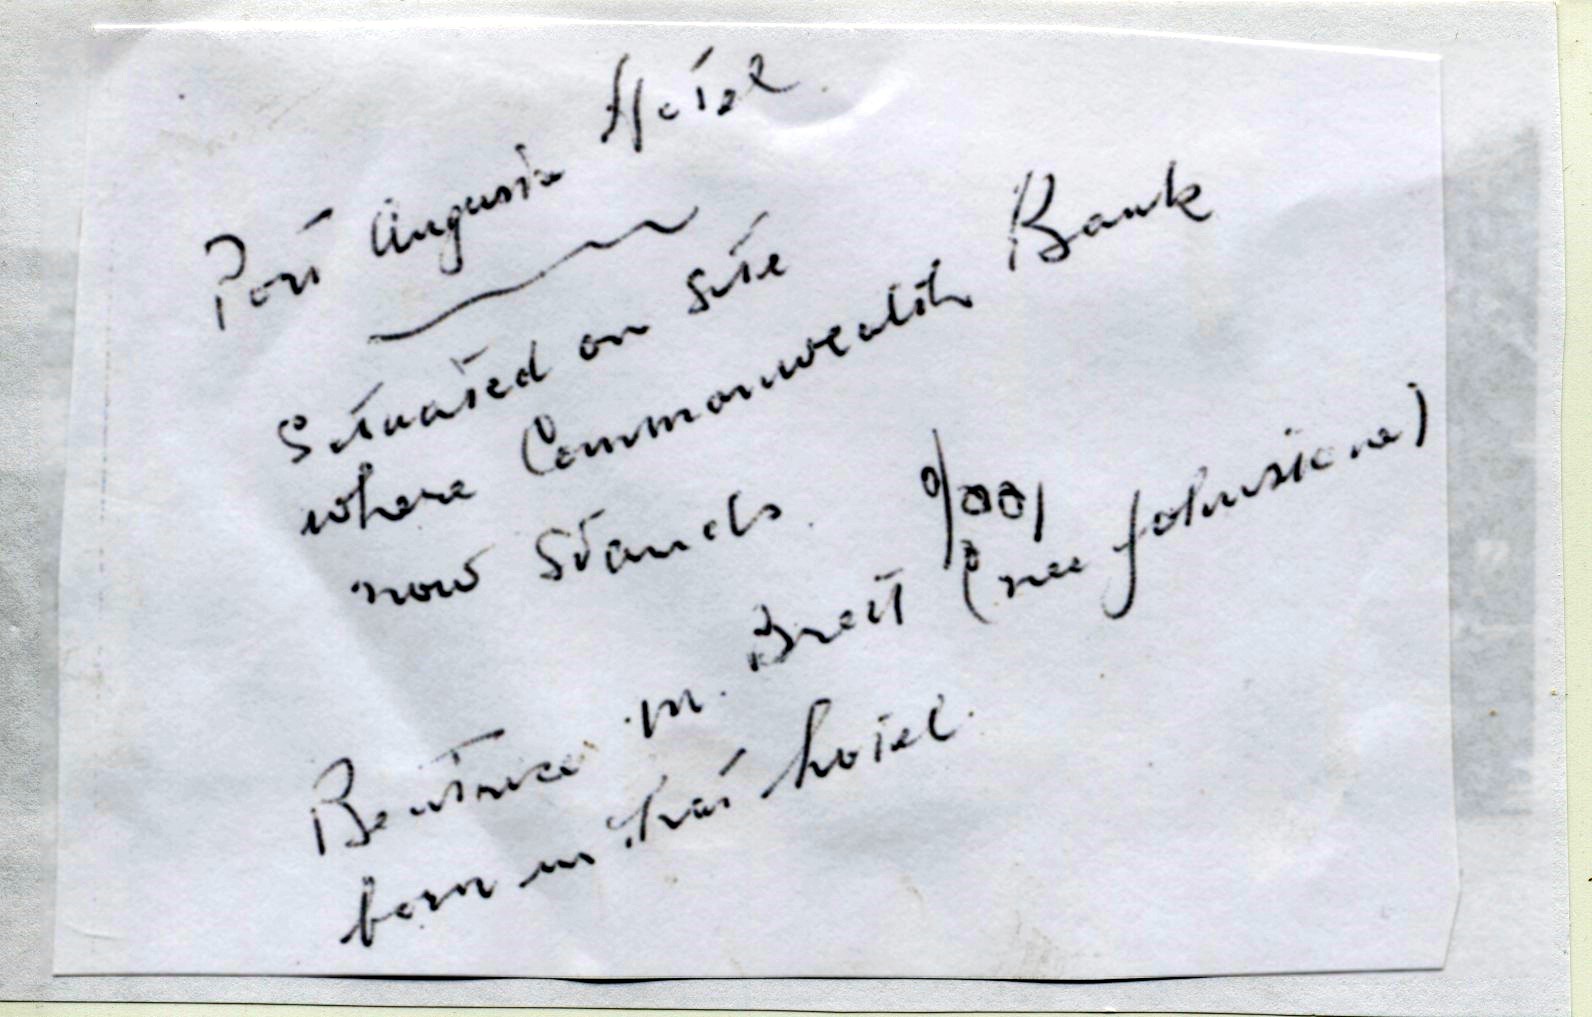 Port Augusta Hotel.
Situated on site
where Commonwealth Bank
now stands.
Beatrice M. Brett (nee Johnstone)
born in that hotel.